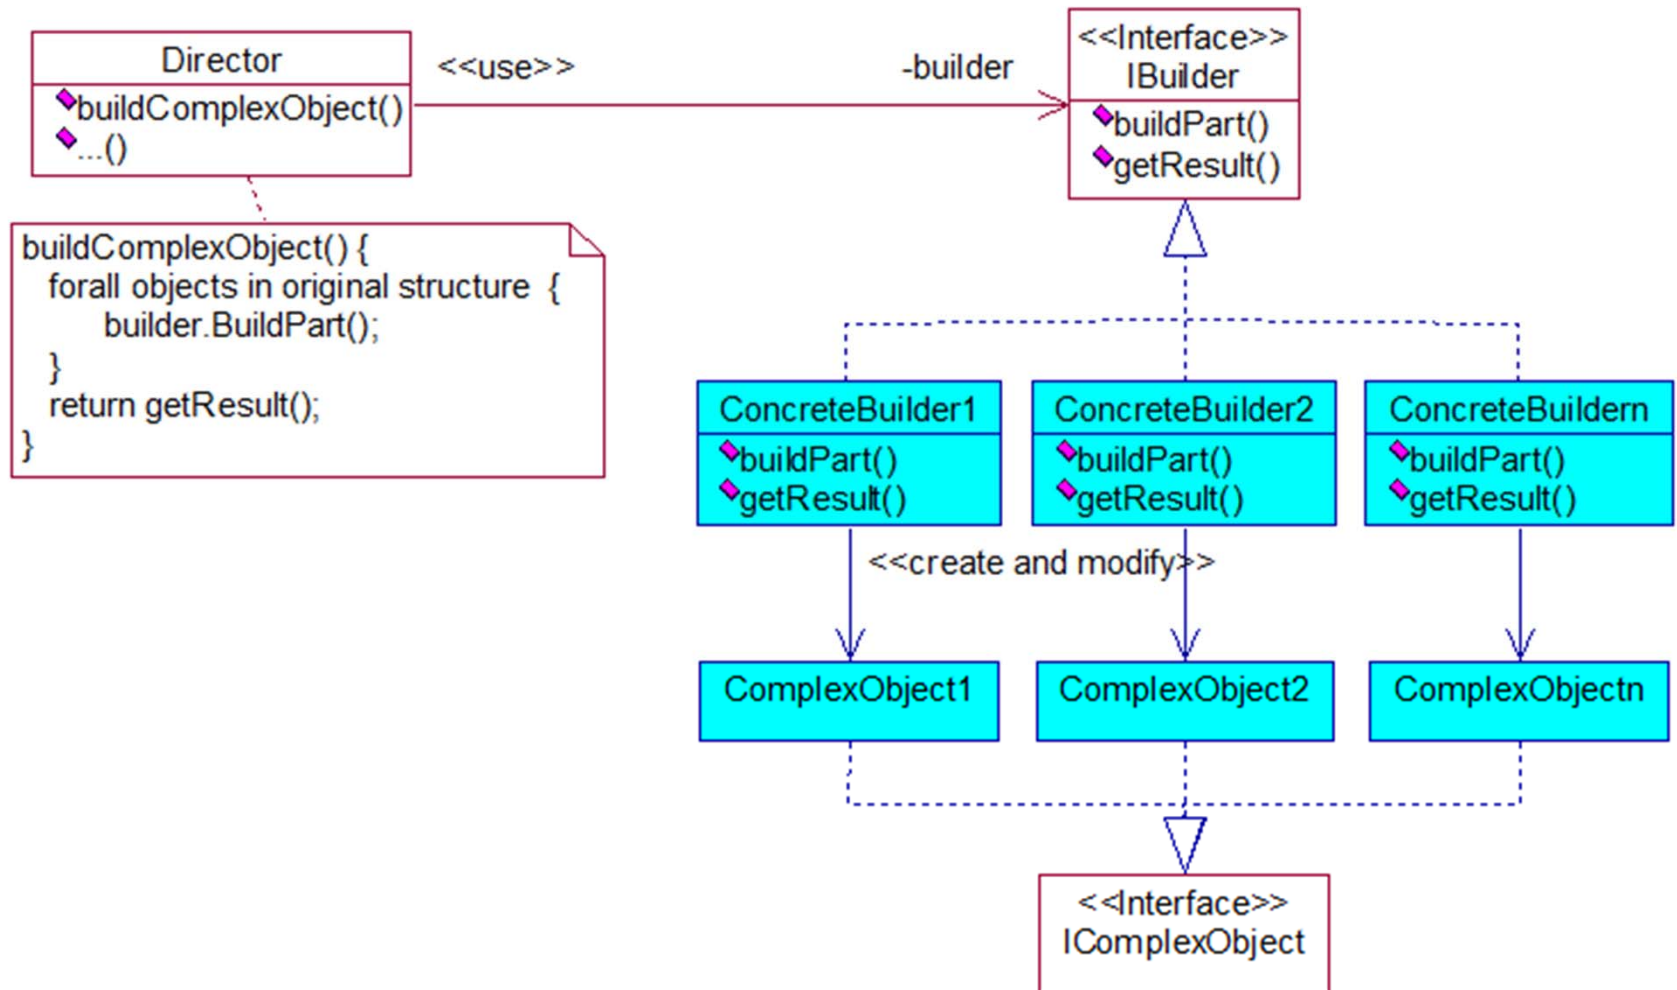 Director
buildComplexObject()
...()
<<use>>
-builder
<<Interface>>
IBuilder
buildPart()
getResult()
buildComplexObject() {
forall objects in original structure {
builder.BuildPart();
}
return getResult();
}
ConcreteBuilder1
buildPart()
getResult()
ConcreteBuilder2
buildPart()
getResult()
ConcreteBuildern
buildPart()
getResult()
<<create and modify>>
ComplexObject1
ComplexObject2
ComplexObjectn
<<Interface>>
IComplexObject